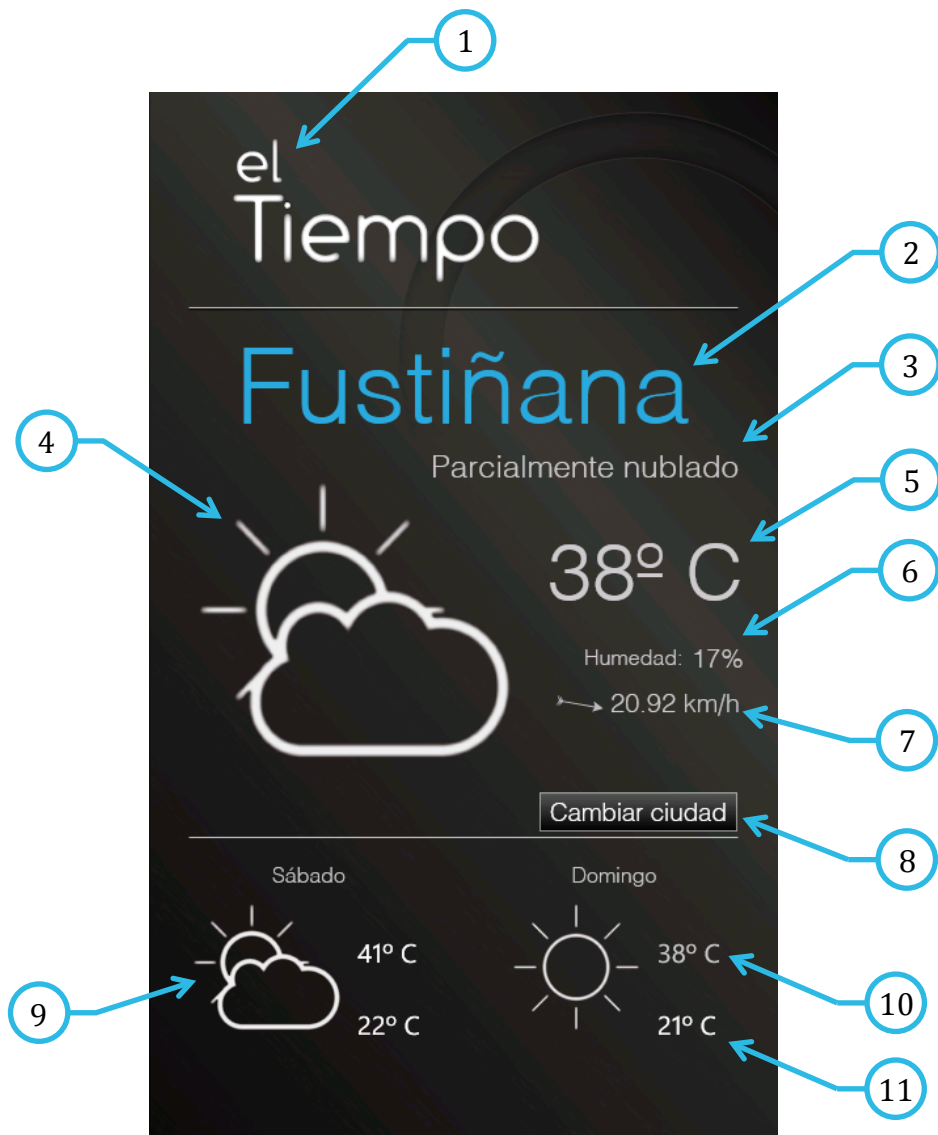 1
el
Tiempo
2
Fustiñana
3
Parcialmente nublado
4
38º C
5
6
Humedad: 17%
20.92 km/h
7
Cambiar ciudad
8
Sábado
Domingo
41º C
38º C
9
10
22º C
21º C
11